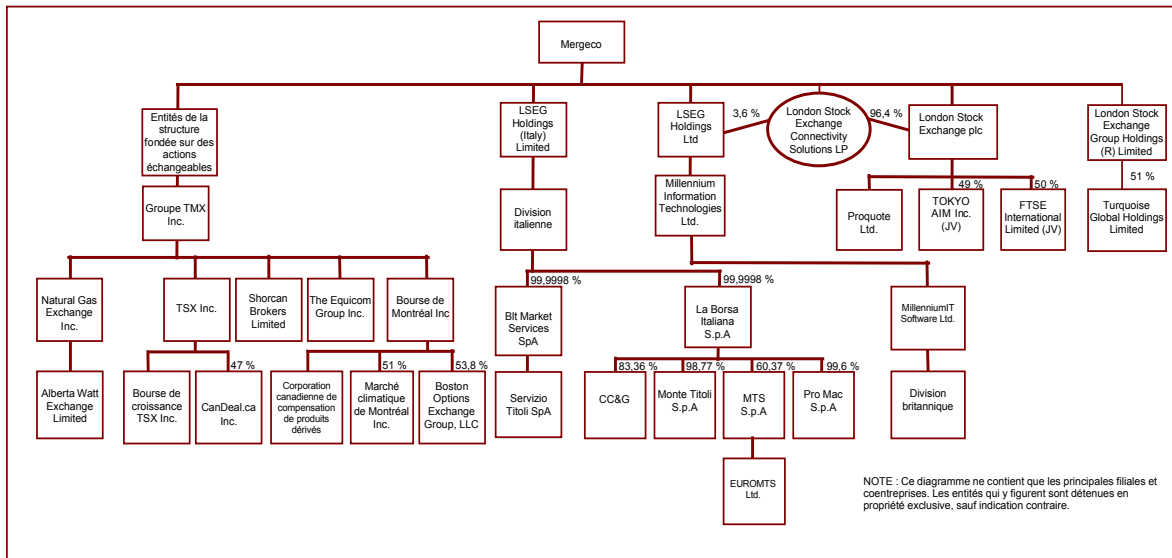 Mergeco
Entités de la
structure
fondée sur des
actions
échangeables
LSEG
Holdings
(Italy)
Limited
LSEG
Holdings
Ltd
3,6 %
London Stock
Exchange
Connectivity
Solutions LP
96,4 %
London Stock
Exchange plc
London Stock
Exchange
Group Holdings
(R) Limited
Groupe TMX
Inc.
Division
italienne
Millennium
Information
Technologies
Ltd.
Proquote
Ltd.
49 %
TOKYO
AIM Inc.
(JV)
50 %
FTSE
International
Limited (JV)
51 %
Turquoise
Global Holdings
Limited
Natural Gas
Exchange
Inc.
TSX Inc.
Shorcan
Brokers
Limited
The Equicom
Group Inc.
Bourse de
Montréal Inc
99,9998 %
BIt Market
Services
SpA
99,9998 %
La Borsa
Italiana
S.p.A
MillenniumIT
Software Ltd.
Alberta Watt
Exchange
Limited
Bourse de
croissance
TSX Inc.
47 %
CanDeal.ca
Inc.
Corporation
canadienne de
compensation
de produits
dérivés
51 %
Marché
climatique
de Montréal
Inc.
53,8 %
Boston
Options
Exchange
Group, LLC
Servizio
Titoli SpA
83,36 %
CC&G
98,77 %
Monte Titoli
S.p.A
60,37 %
MTS
S.p.A
99,6 %
Pro Mac
S.p.A
Division
britannique
EUROMTS
Ltd.
NOTE : Ce diagramme ne contient que les principales filiales et
coentreprises. Les entités qui y figurent sont détenues en
propriété exclusive, sauf indication contraire.